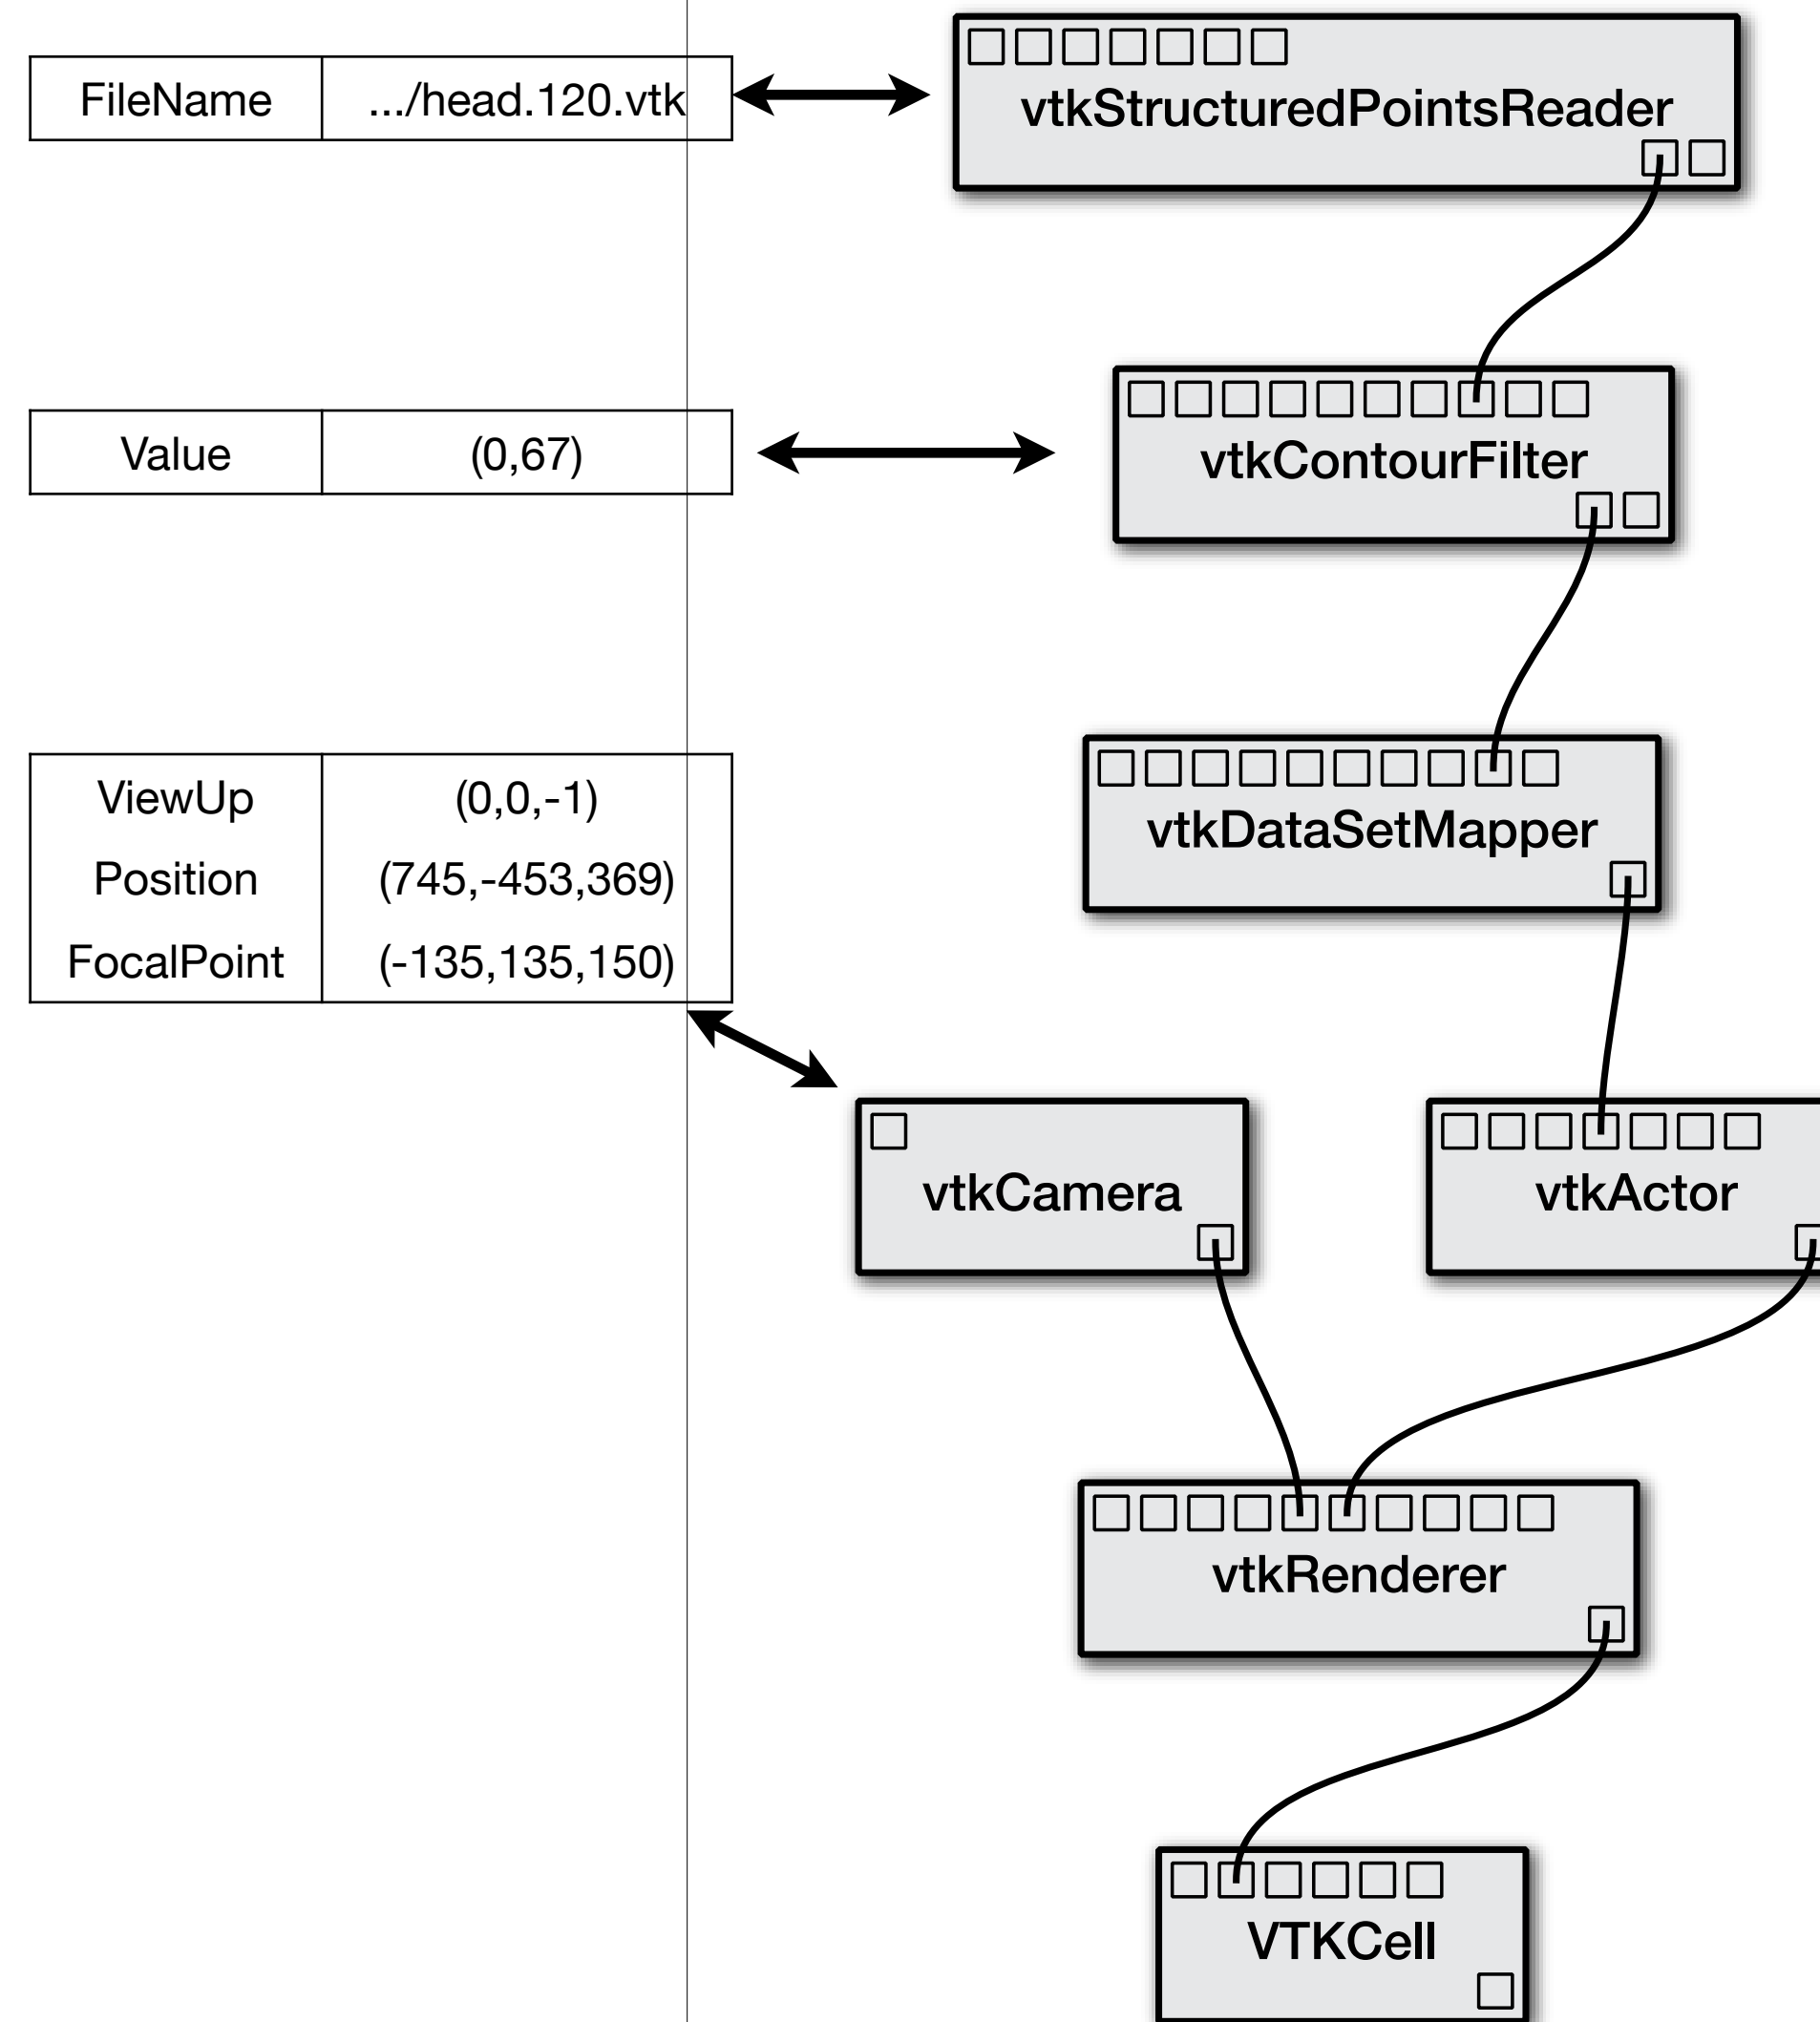 FileName .../head.120.vtk
vtkStructuredPointsReader
Value (0,67)
vtkContourFilter
ViewUp (0,0,-1)
vtkDataSetMapper
Position (745,-453,369)
FocalPoint (-135,135,150)
vtkCamera
vtkActor
vtkRenderer
VTKCell